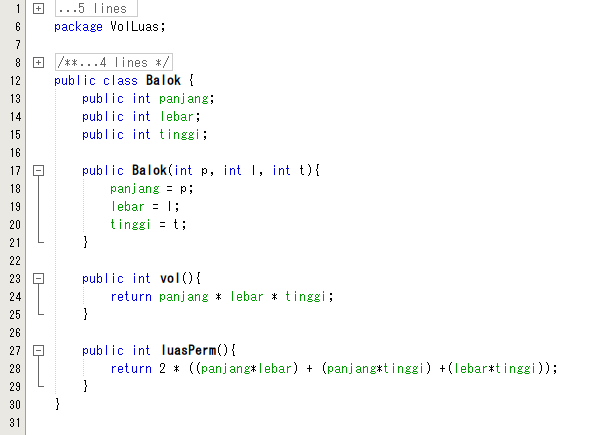 1 ...5 lines
6 package VolLuas;
7
8 /**...4 lines */
12 public class Balok {
13 public int panjang;
14 public int lebar;
15 public int tinggi;
16
17 public Balok(int p, int l, int t){
18 panjang = p;
19 lebar = l;
20 tinggi = t;
21 }
22
23 public int vol(){
24 return panjang * lebar * tinggi;
25 }
26
27 public int luasPerm(){
28 return 2 * ((panjang*lebar) + (panjang*tinggi) +(lebar*tinggi));
29 }
30 }
31